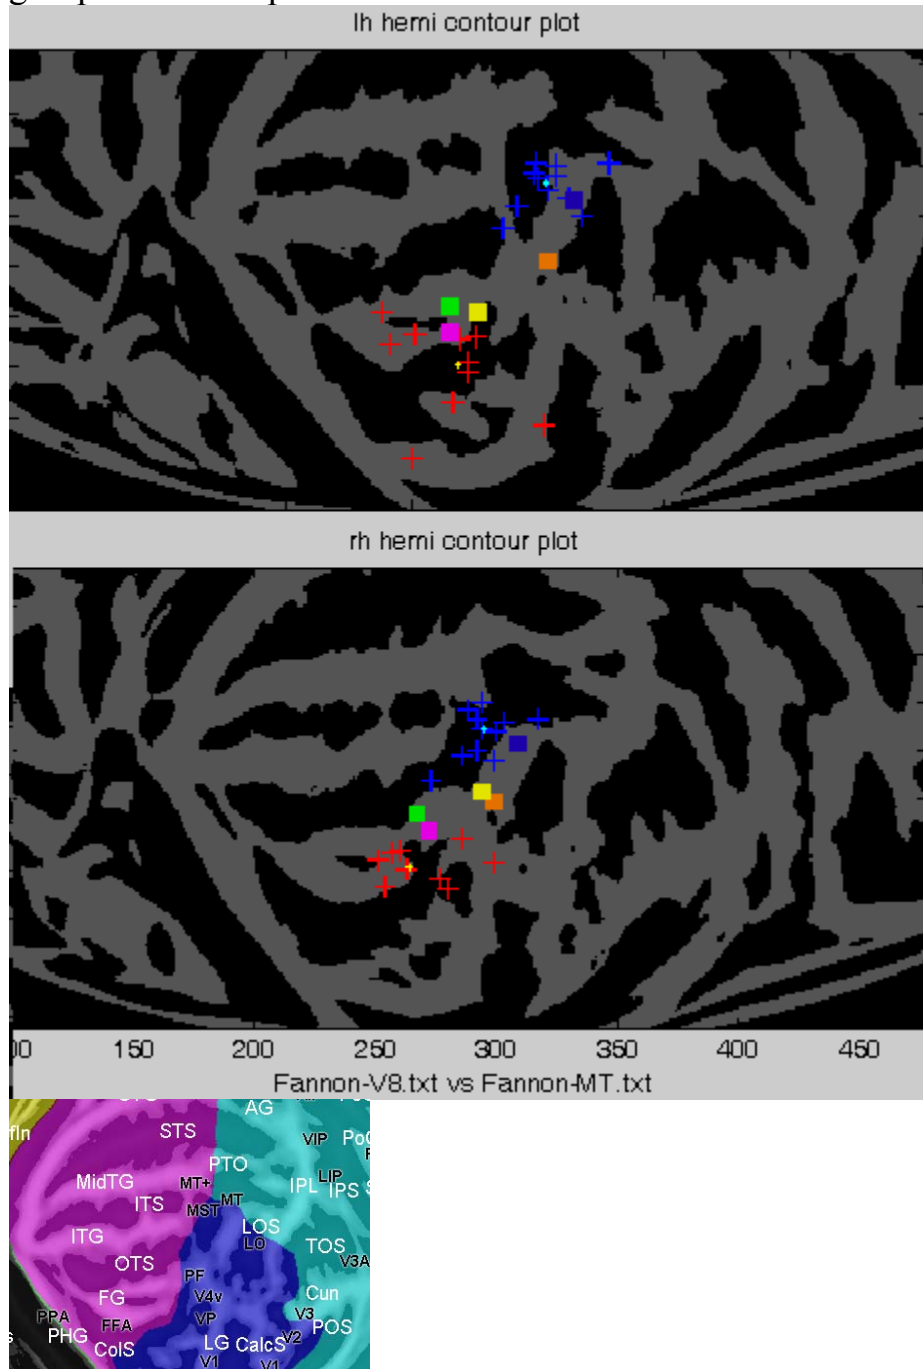 lh hemi contour plot
rh hemi contour plot
150 200 250 300 350 400 450
Fannon-V8.txt vs Fannon-MT.txt
AG
fIn STS VIP
PTO
MidTG MT+ LIP
ITS MST MT IPL IPS
ITG LOS
LO TOS
OTS V3A
PF
FG V4v Cun
PPA VP V3
PHG FFA LG CalcS V2 POS
ColS V1 V1